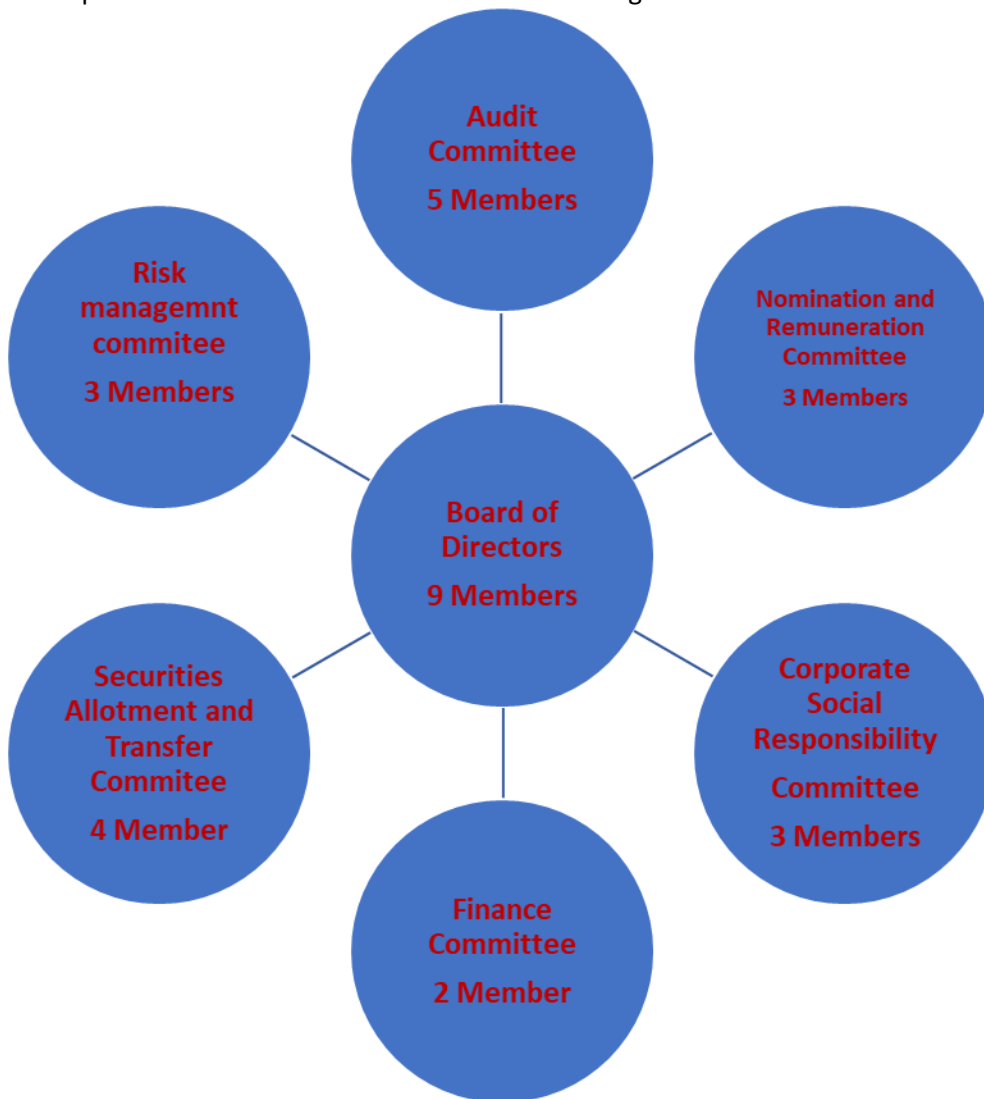 Audit
Committee
5 Members
Risk
managemnt
commitee
3 Members
Nomination and
Remuneration
Committee
3 Members
Board of
Directors
9 Members
Securities
Allotment and
Transfer
Commitee
4 Member
Corporate
Social
Responsibility
Committee
3 Members
Finance
Committee
2 Member